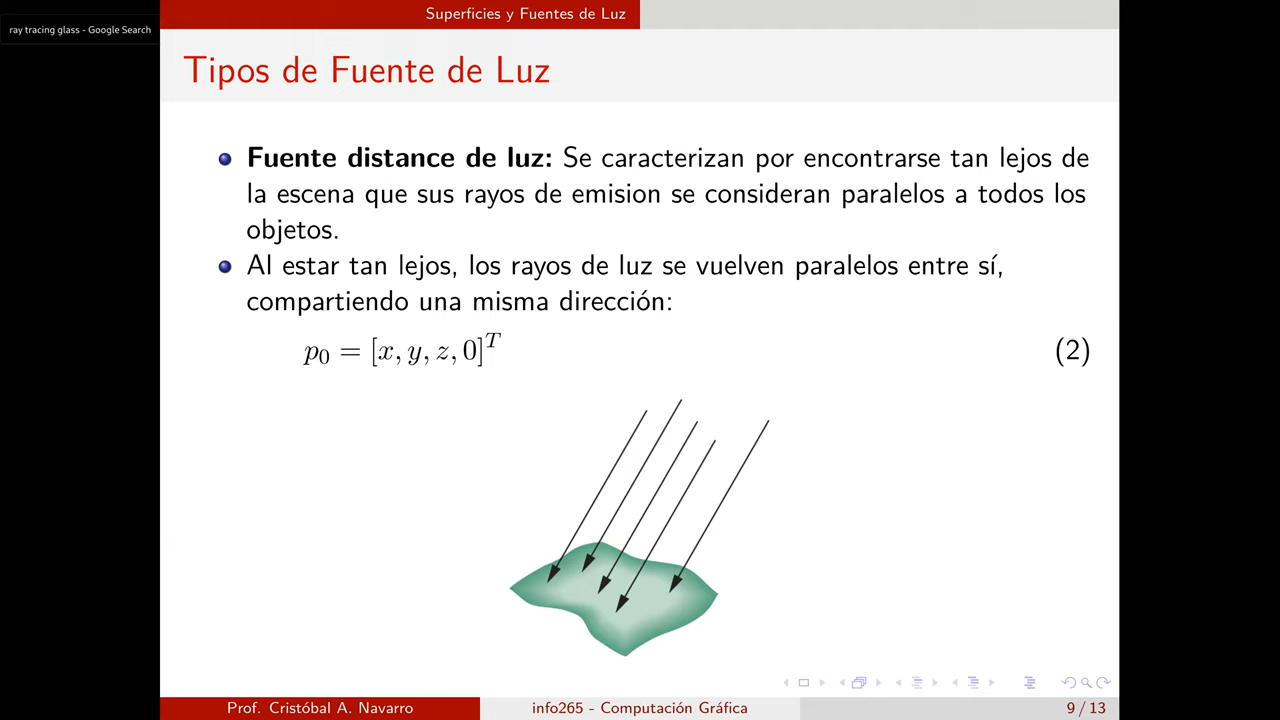 Superficies y Fuentes de Luz
ray tracing glass - Google Search
Tipos de Fuente de Luz
Fuente distance de luz: Se caracterizan por encontrarse tan lejos de
la escena que sus rayos de emision se consideran paralelos a todos los
objetos.
Al estar tan lejos, los rayos de luz se vuelven paralelos entre sí,
compartiendo una misma dirección:
p₀ = [x, y, z, 0]ᵀ (2)
Prof. Cristóbal A. Navarro info265 - Computación Gráfica 9 / 13